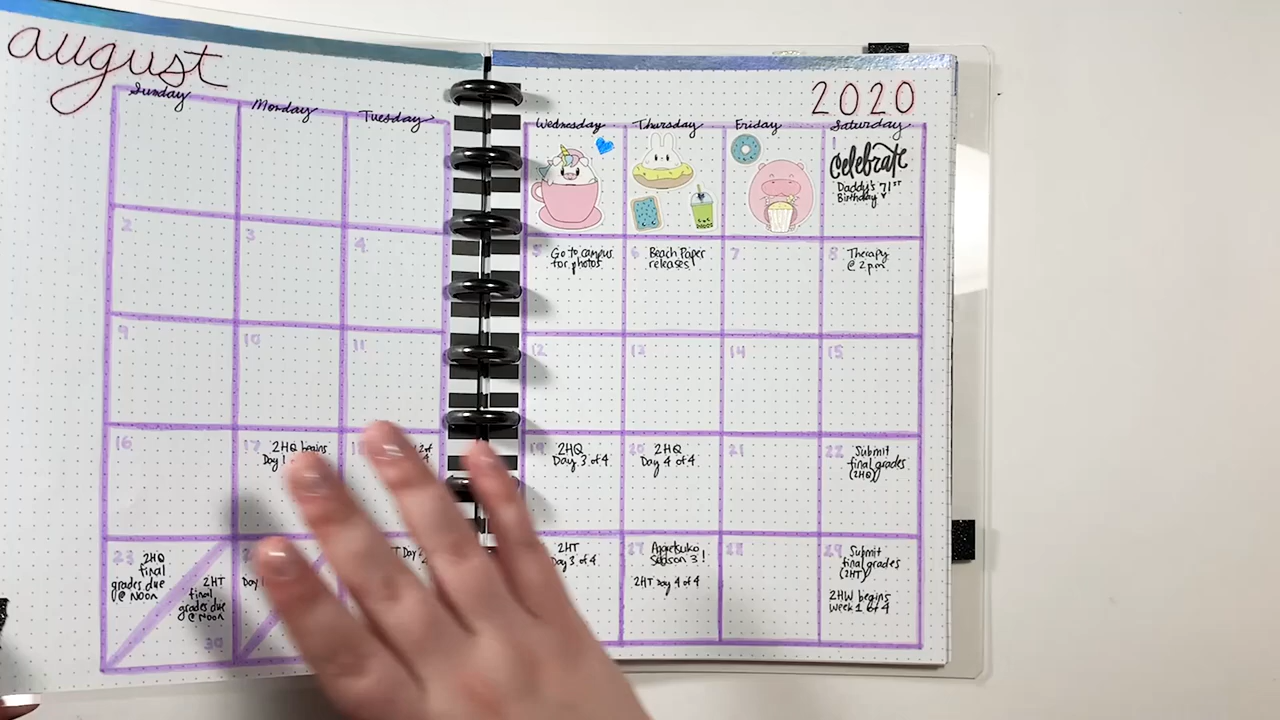 august
2020
Sunday
Monday
Tuesday
Wednesday
Thursday
Friday
Saturday
1
Celebrate
Daddy's 71st
Birthday
2
3
4
5
Go to campus
for photos
6
Beach Paper
releases
7
8
Therapy
@ 2pm
9
10
11
12
13
14
15
16
17
2HQ begins
Day 1
19
2HQ
Day 3 of 4
20
2HQ
Day 4 of 4
21
22
Submit
final grades
(2HQ)
23
2HQ
final
grades due
@ Noon
2HT
final
grades due
@ Noon
30
Day 1
2HT
Day 3 of 4
27
Aggretsuko
Season 3!
2HT Day 4 of 4
28
29
Submit
final grades
(2HT)
2HW begins
Week 1 of 4